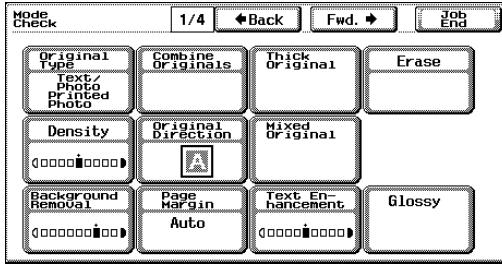 Mode
Check
1/4
Back
Fwd.
Job
End
Original
Type
Text/
Photo
Printed
Photo
Combine
Originals
Thick
Original
Erase
Density
Original
Direction
A
Mixed
Original
Background
Removal
Page
Margin
Auto
Text En-
hancement
Glossy